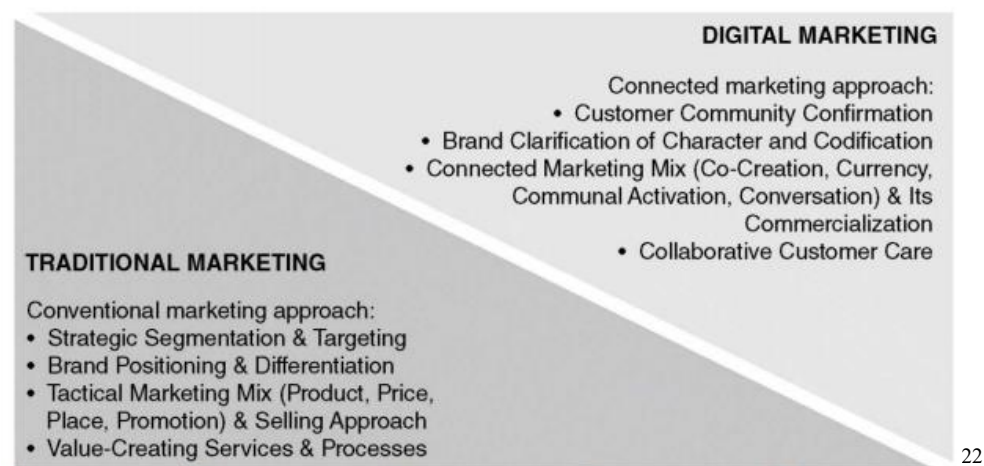 DIGITAL MARKETING
Connected marketing approach:
• Customer Community Confirmation
• Brand Clarification of Character and Codification
• Connected Marketing Mix (Co-Creation, Currency,
Communal Activation, Conversation) & Its
Commercialization
• Collaborative Customer Care
TRADITIONAL MARKETING
Conventional marketing approach:
• Strategic Segmentation & Targeting
• Brand Positioning & Differentiation
• Tactical Marketing Mix (Product, Price,
Place, Promotion) & Selling Approach
• Value-Creating Services & Processes
22